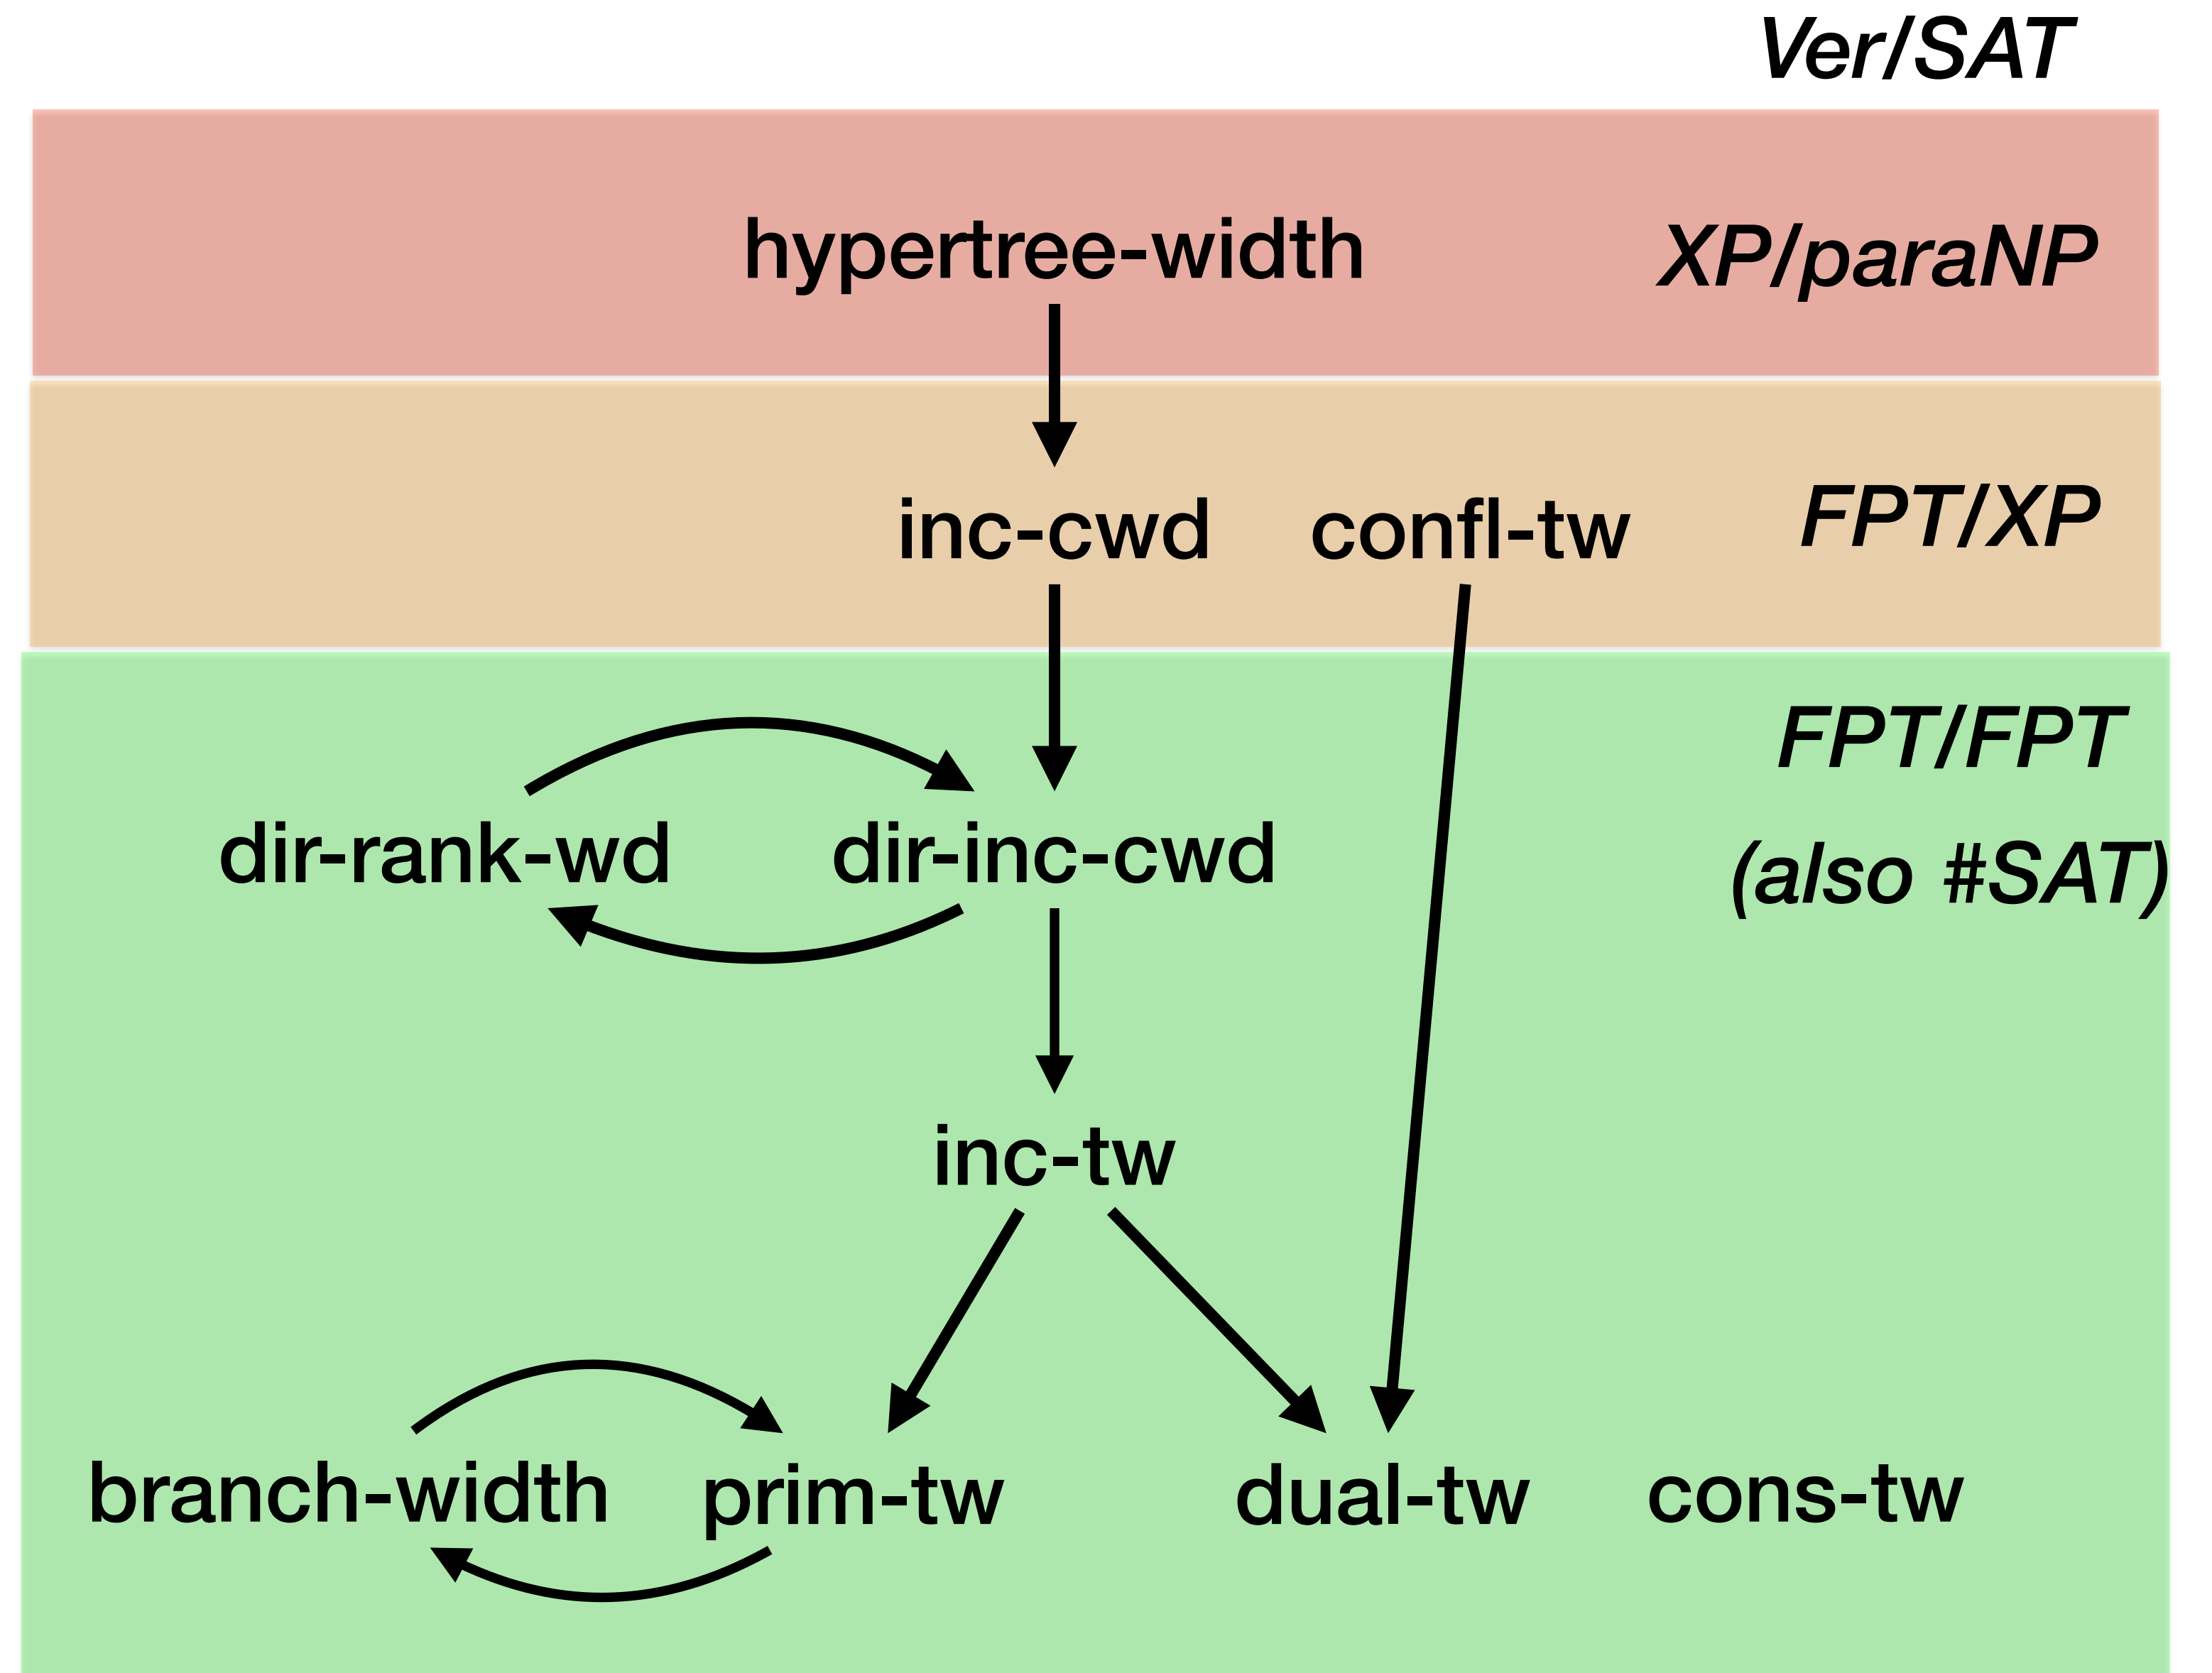 Ver/SAT
hypertree-width
XP/paraNP
inc-cwd
confl-tw
FPT/XP
FPT/FPT
(also #SAT)
dir-rank-wd
dir-inc-cwd
inc-tw
branch-width
prim-tw
dual-tw
cons-tw